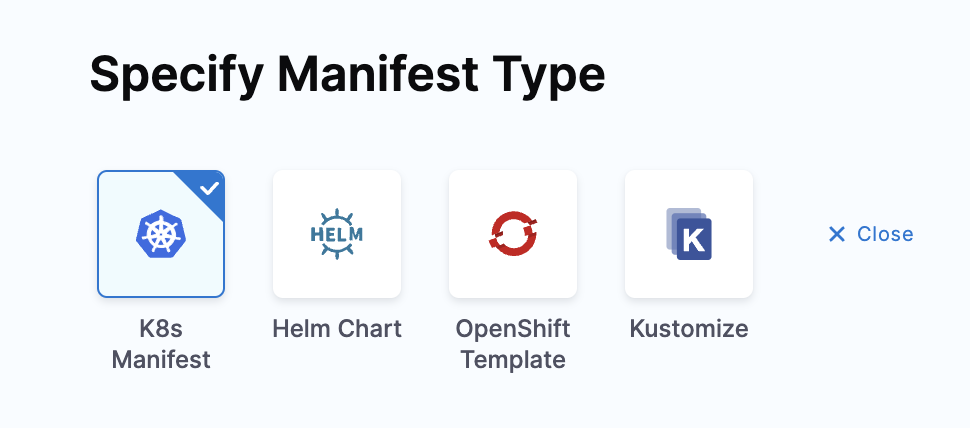 Specify Manifest Type
HELM
K
Close
K8s
Manifest
Helm Chart
OpenShift
Template
Kustomize